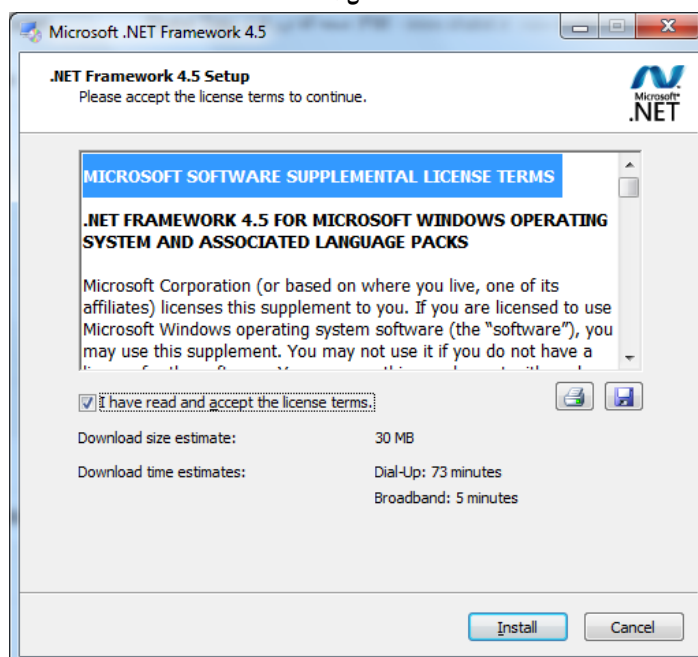 Microsoft .NET Framework 4.5
.NET Framework 4.5 Setup
Please accept the license terms to continue.
Microsoft®
.NET
MICROSOFT SOFTWARE SUPPLEMENTAL LICENSE TERMS
.NET FRAMEWORK 4.5 FOR MICROSOFT WINDOWS OPERATING
SYSTEM AND ASSOCIATED LANGUAGE PACKS
Microsoft Corporation (or based on where you live, one of its
affiliates) licenses this supplement to you. If you are licensed to use
Microsoft Windows operating system software (the “software”), you
may use this supplement. You may not use it if you do not have a
I have read and accept the license terms.
Download size estimate: 30 MB
Download time estimates: Dial-Up: 73 minutes
Broadband: 5 minutes
Install Cancel